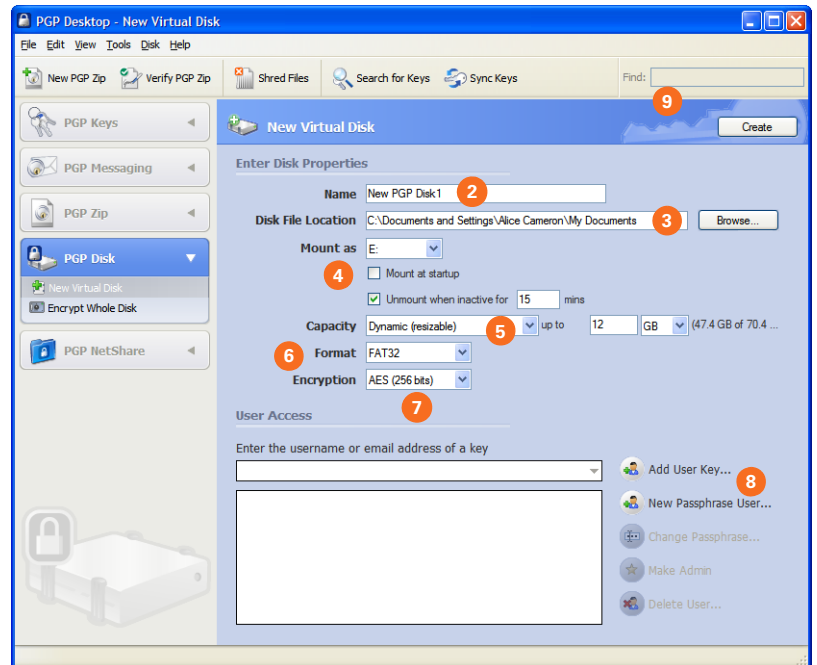 PGP Desktop - New Virtual Disk
File Edit View Tools Disk Help
New PGP Zip Verify PGP Zip Shred Files Search for Keys Sync Keys Find:
9
PGP Keys
New Virtual Disk
Create
PGP Messaging
PGP Zip
PGP Disk
New Virtual Disk
Encrypt Whole Disk
PGP NetShare
Enter Disk Properties
Name New PGP Disk1 2
Disk File Location C:\Documents and Settings\Alice Cameron\My Documents 3 Browse...
Mount as E:
4 Mount at startup
Unmount when inactive for 15 mins
Capacity Dynamic (resizable) 5 up to 12 GB (47.4 GB of 70.4 ...
6 Format FAT32
Encryption AES (256 bits)
7
User Access
Enter the username or email address of a key
Add User Key...
8
New Passphrase User...
Change Passphrase...
Make Admin
Delete User...